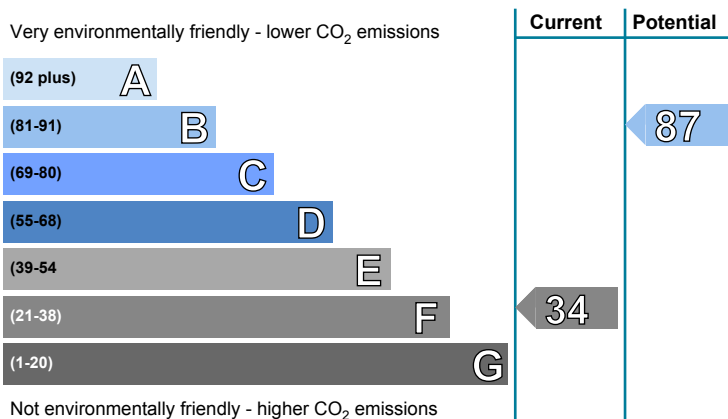 Current Potential
Very environmentally friendly - lower CO₂ emissions
(92 plus) A
(81-91) B
87
(69-80) C
(55-68) D
(39-54 E
(21-38) F
34
(1-20) G
Not environmentally friendly - higher CO₂ emissions